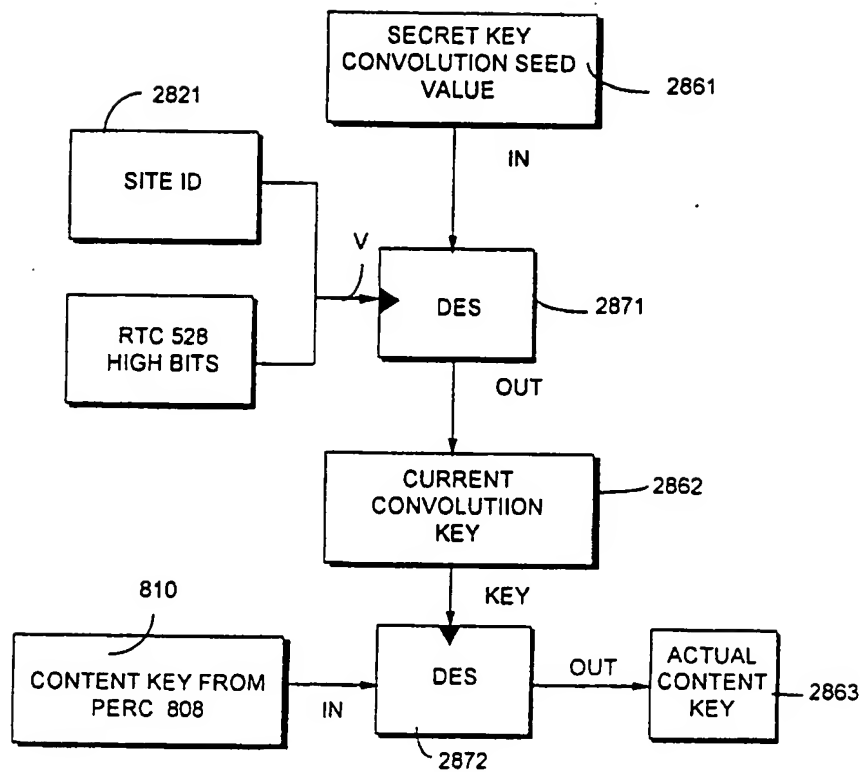 SECRET KEY
CONVOLUTION SEED
VALUE
2861
2821
IN
SITE ID
V
DES
2871
RTC 528
HIGH BITS
OUT
CURRENT
CONVOLUTIION
KEY
2862
810
KEY
CONTENT KEY FROM
PERC 808
IN
DES
OUT
ACTUAL
CONTENT
KEY
2863
2872